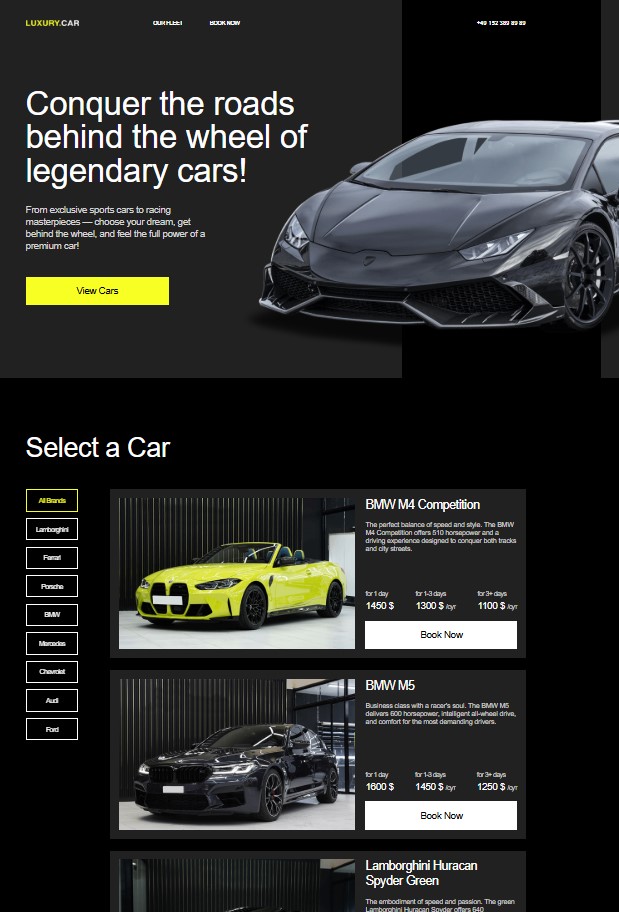 LUXURY.CAR
OUR FLEET
BOOK NOW
+49 152 389 89 89
Conquer the roads
behind the wheel of
legendary cars!
From exclusive sports cars to racing
masterpieces — choose your dream, get
behind the wheel, and feel the full power of a
premium car!
View Cars
Select a Car
All Brands
Lamborghini
Ferrari
Porsche
BMW
Mercedes
Chevrolet
Audi
Ford
BMW M4 Competition
The perfect balance of speed and style. The BMW
M4 Competition offers 510 horsepower and a
driving experience designed to conquer both tracks
and city streets.
for 1 day
for 1-3 days
for 3+ days
1450 $
1300 $ /сут
1100 $ /сут
Book Now
BMW M5
Business class with a racer's soul. The BMW M5
delivers 600 horsepower, intelligent all-wheel drive,
and comfort for the most demanding drivers.
for 1 day
for 1-3 days
for 3+ days
1600 $
1450 $ /сут
1250 $ /сут
Book Now
Lamborghini Huracan
Spyder Green
The embodiment of speed and passion. The green
Lamborghini Huracan Spyder offers 640